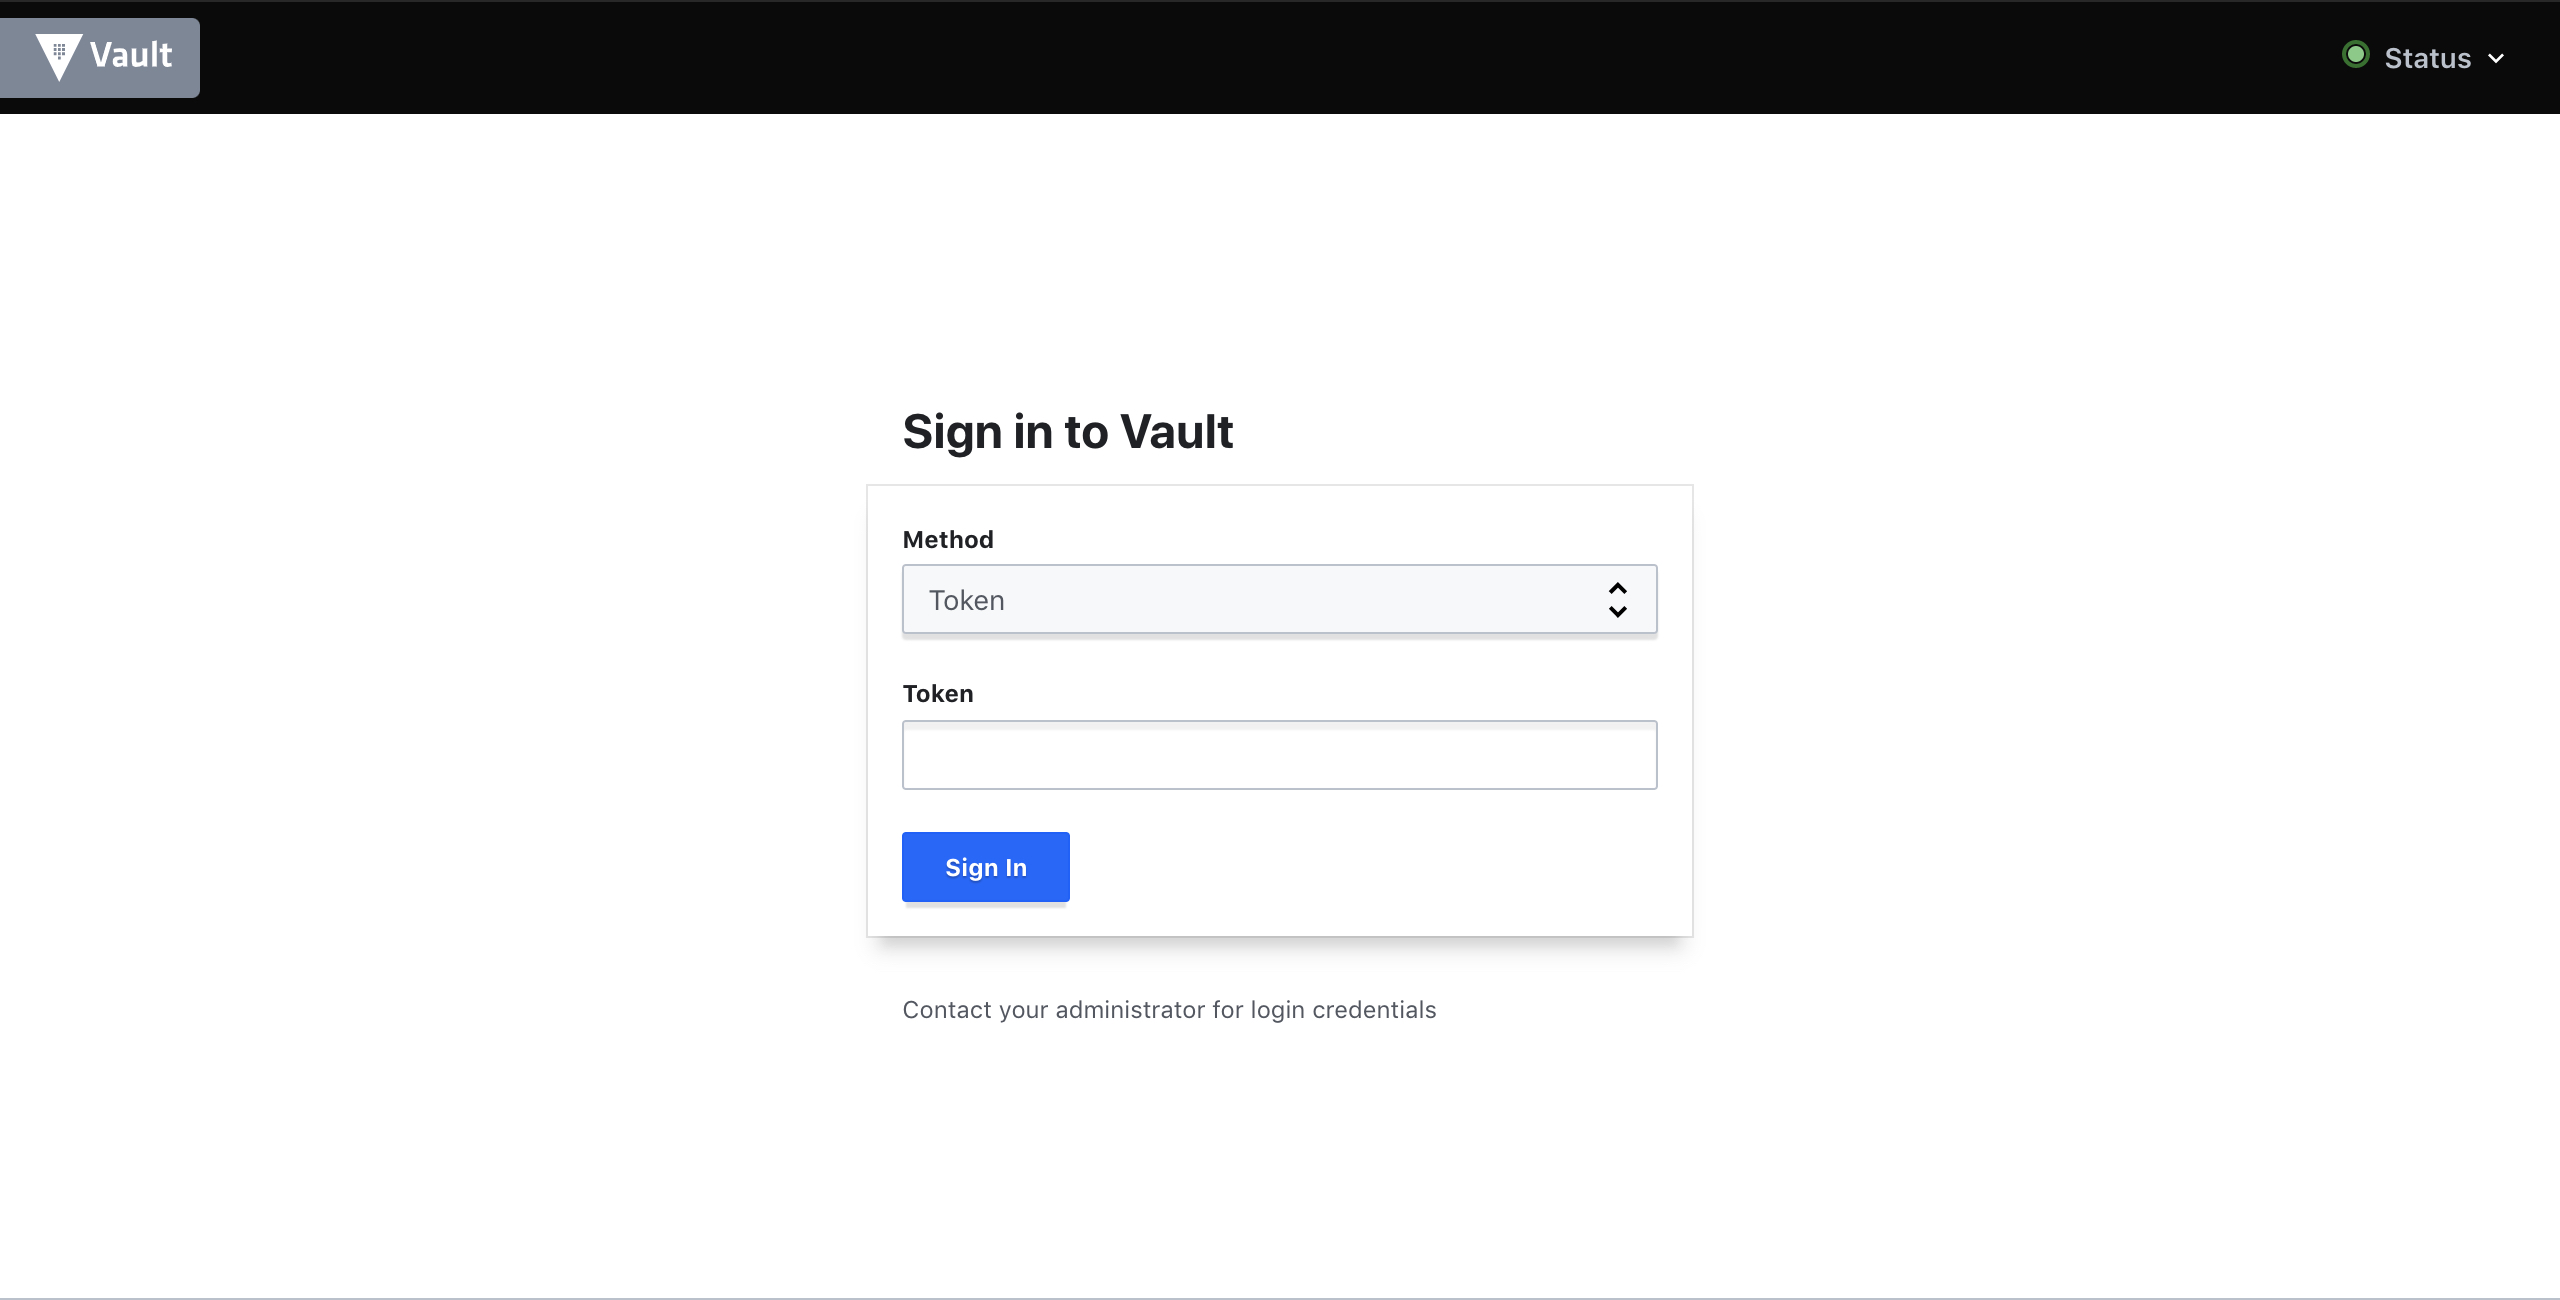 Vault
Status
Sign in to Vault
Method
Token
Token
Sign In
Contact your administrator for login credentials